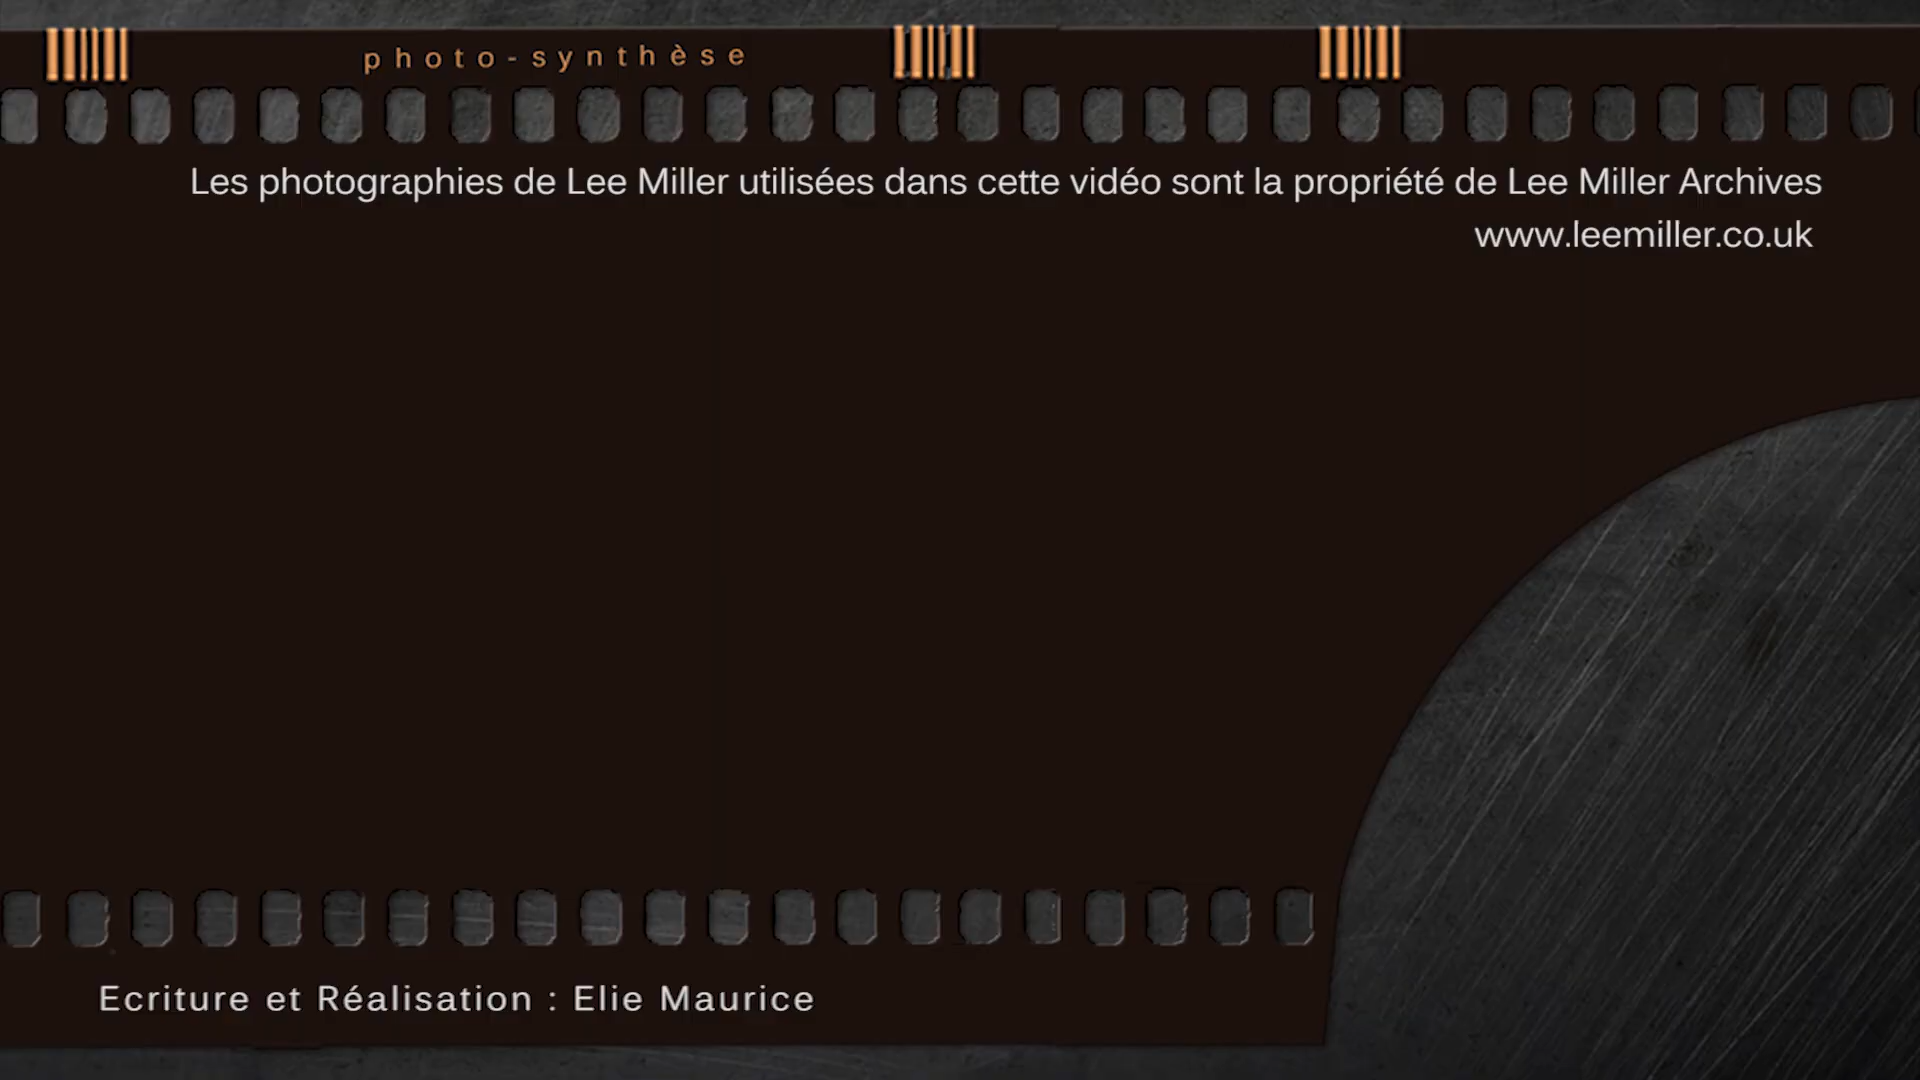 photo-synthèse
Les photographies de Lee Miller utilisées dans cette vidéo sont la propriété de Lee Miller Archives
www.leemiller.co.uk
Ecriture et Réalisation : Elie Maurice